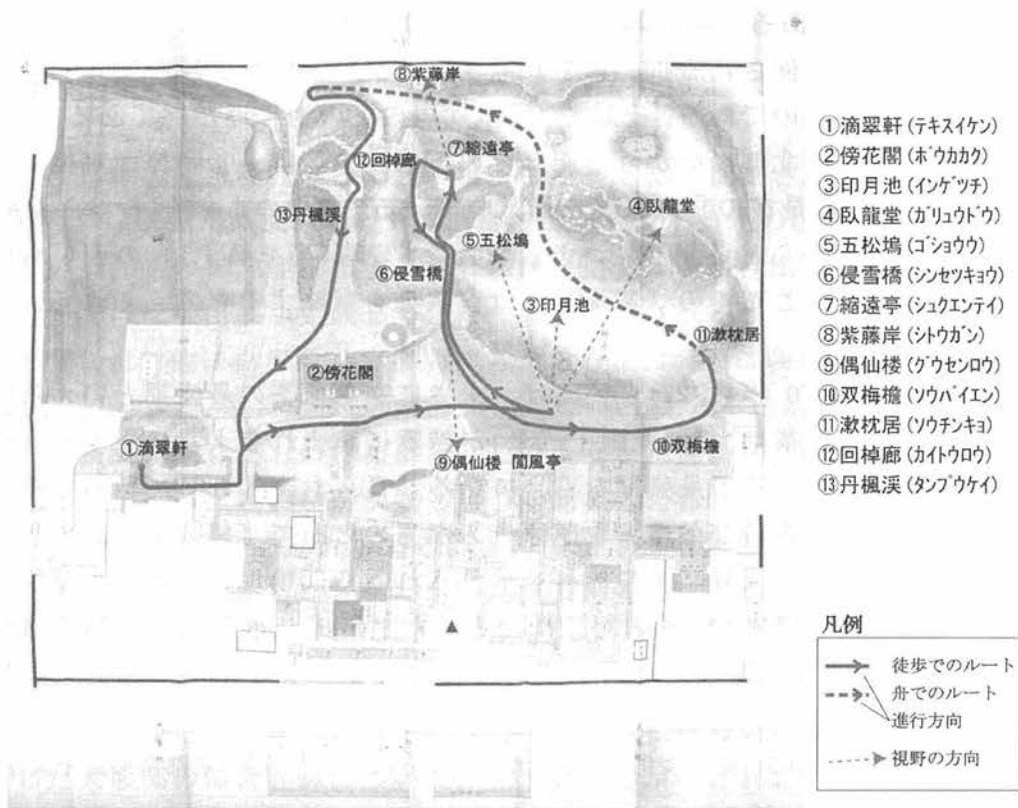 ⑧紫藤岸
⑦縮遠亭
⑫回棹廊
④臥龍堂
⑬丹楓渓
⑤五松塢
⑥侵雪橋
③印月池
⑪漱枕居
②傍花閣
①滴翠軒
⑩双梅檐
⑨偶仙楼 閬風亭
①滴翠軒(テキスイケン)
②傍花閣(ボウカカク)
③印月池(インゲツチ)
④臥龍堂(ガリュウドウ)
⑤五松塢(ゴショウウ)
⑥侵雪橋(シンセツキョウ)
⑦縮遠亭(シュクエンテイ)
⑧紫藤岸(シトウガン)
⑨偶仙楼(グウセンロウ)
⑩双梅檐(ソウバイエン)
⑪漱枕居(ソウチンキョ)
⑫回棹廊(カイトウロウ)
⑬丹楓渓(タンプウケイ)
凡例
徒歩でのルート
舟でのルート
進行方向
視野の方向